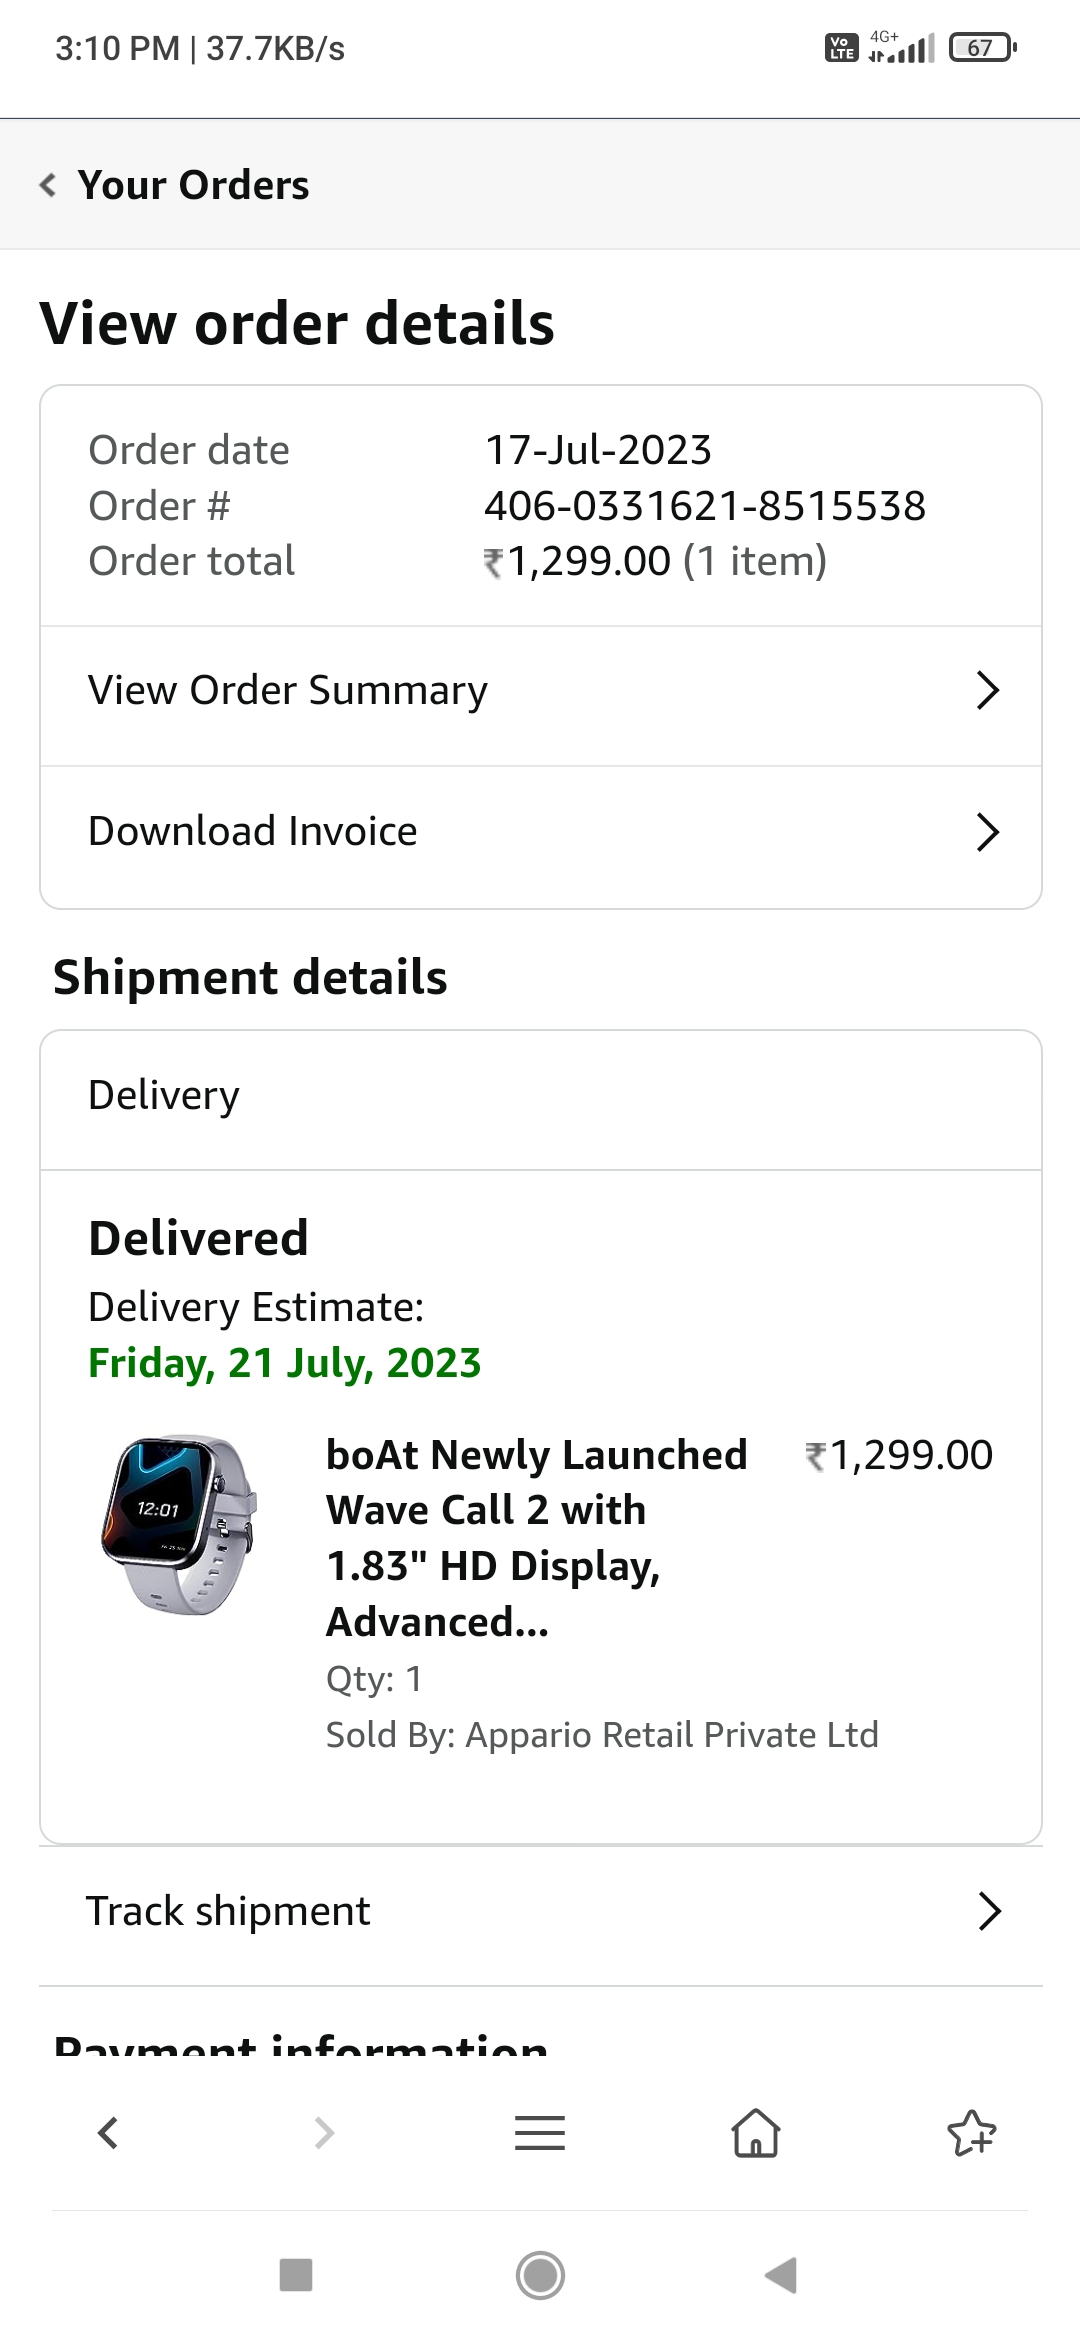 3:10 PM | 37.7KB/s
Vo LTE 4G+ 67
Your Orders
View order details
Order date 17-Jul-2023
Order # 406-0331621-8515538
Order total ₹1,299.00 (1 item)
View Order Summary
Download Invoice
Shipment details
Delivery
Delivered
Delivery Estimate:
Friday, 21 July, 2023
12:01
boAt Newly Launched ₹1,299.00
Wave Call 2 with
1.83" HD Display,
Advanced...
Qty: 1
Sold By: Appario Retail Private Ltd
Track shipment
Payment information